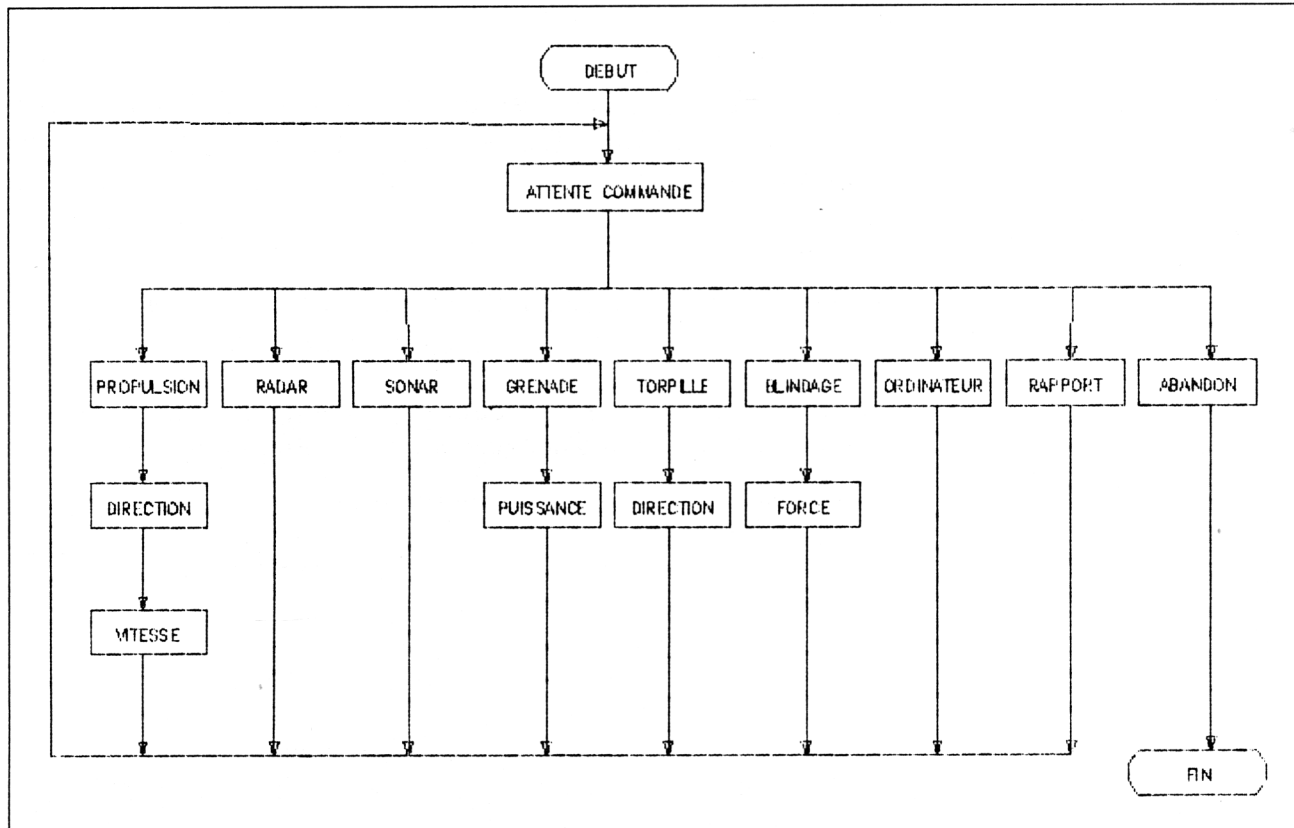 DEBUT
ATTENTE COMMANDE
PROPULSION RADAR SONAR GRENADE TORPILLE BLINDAGE ORDINATEUR RAPPORT ABANDON
DIRECTION PUISSANCE DIRECTION FORCE
VITESSE
FIN